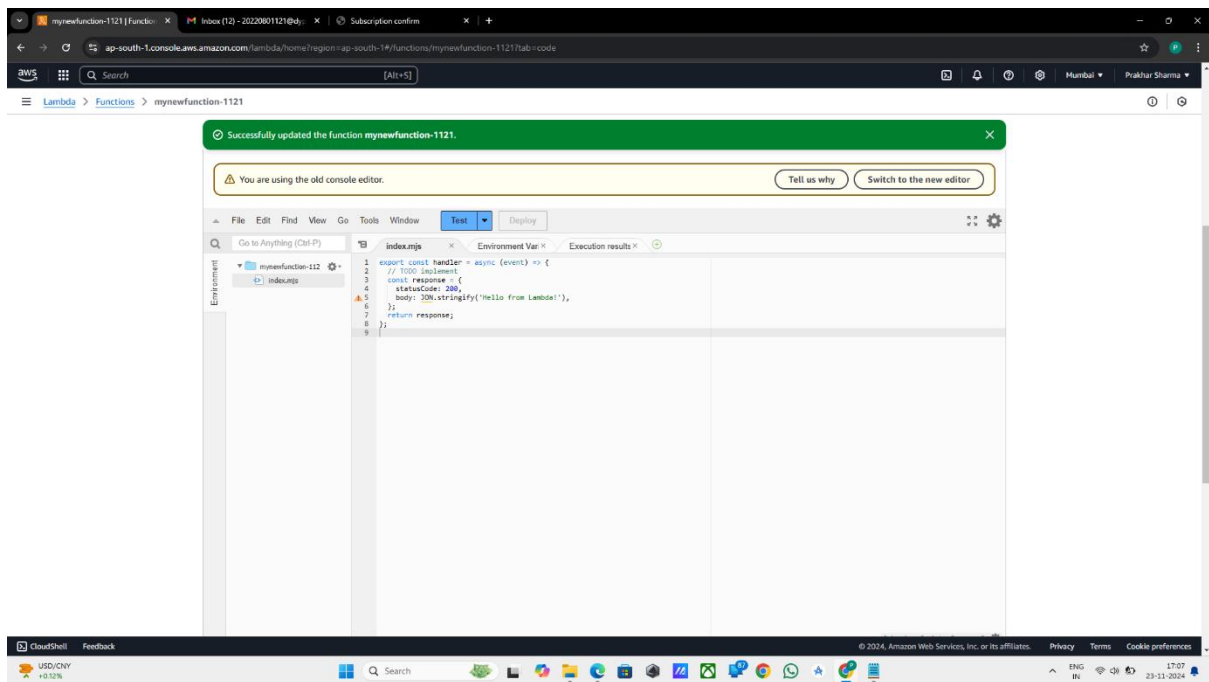 mynewfunction-1121 | Function
Inbox (12) - 20220801121@dy
Subscription confirm
ap-south-1.console.aws.amazon.com/lambda/home?region=ap-south-1#/functions/mynewfunction-1121?tab=code
aws
Search
[Alt+S]
Mumbai
Prakhar Sharma
Lambda > Functions > mynewfunction-1121
Successfully updated the function mynewfunction-1121.
You are using the old console editor.
Tell us why
Switch to the new editor
File Edit Find View Go Tools Window
Test
Deploy
Go to Anything (Ctrl-P)
index.mjs
Environment Vari
Execution results
Environment
mynewfunction-112
index.mjs
1 export const handler = async (event) => {
2 // TODO implement
3 const response = {
4 statusCode: 200,
5 body: JON.stringify('Hello from Lambda!'),
6 };
7 return response;
8 };
9
CloudShell Feedback
© 2024, Amazon Web Services, Inc. or its affiliates.
Privacy Terms Cookie preferences
USD/CNY
+0.12%
Search
ENG
IN
17:07
23-11-2024